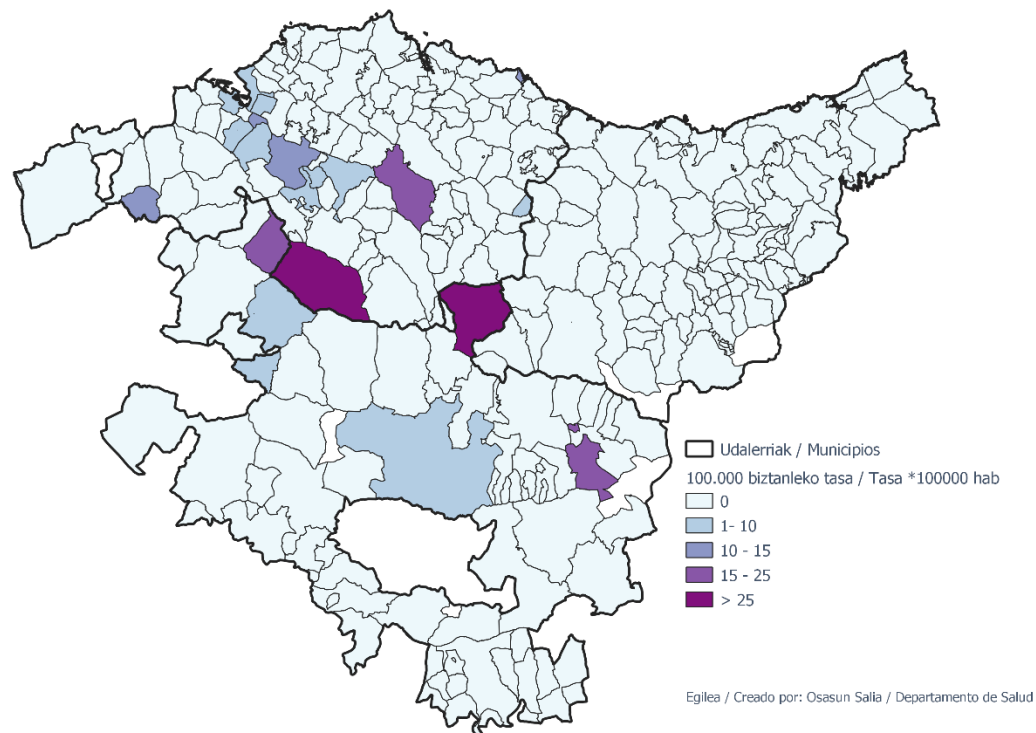 Udalerriak / Municipios
100.000 biztanleko tasa / Tasa *100000 hab
0
1- 10
10 - 15
15 - 25
> 25
Egilea / Creado por: Osasun Salia / Departamento de Salud